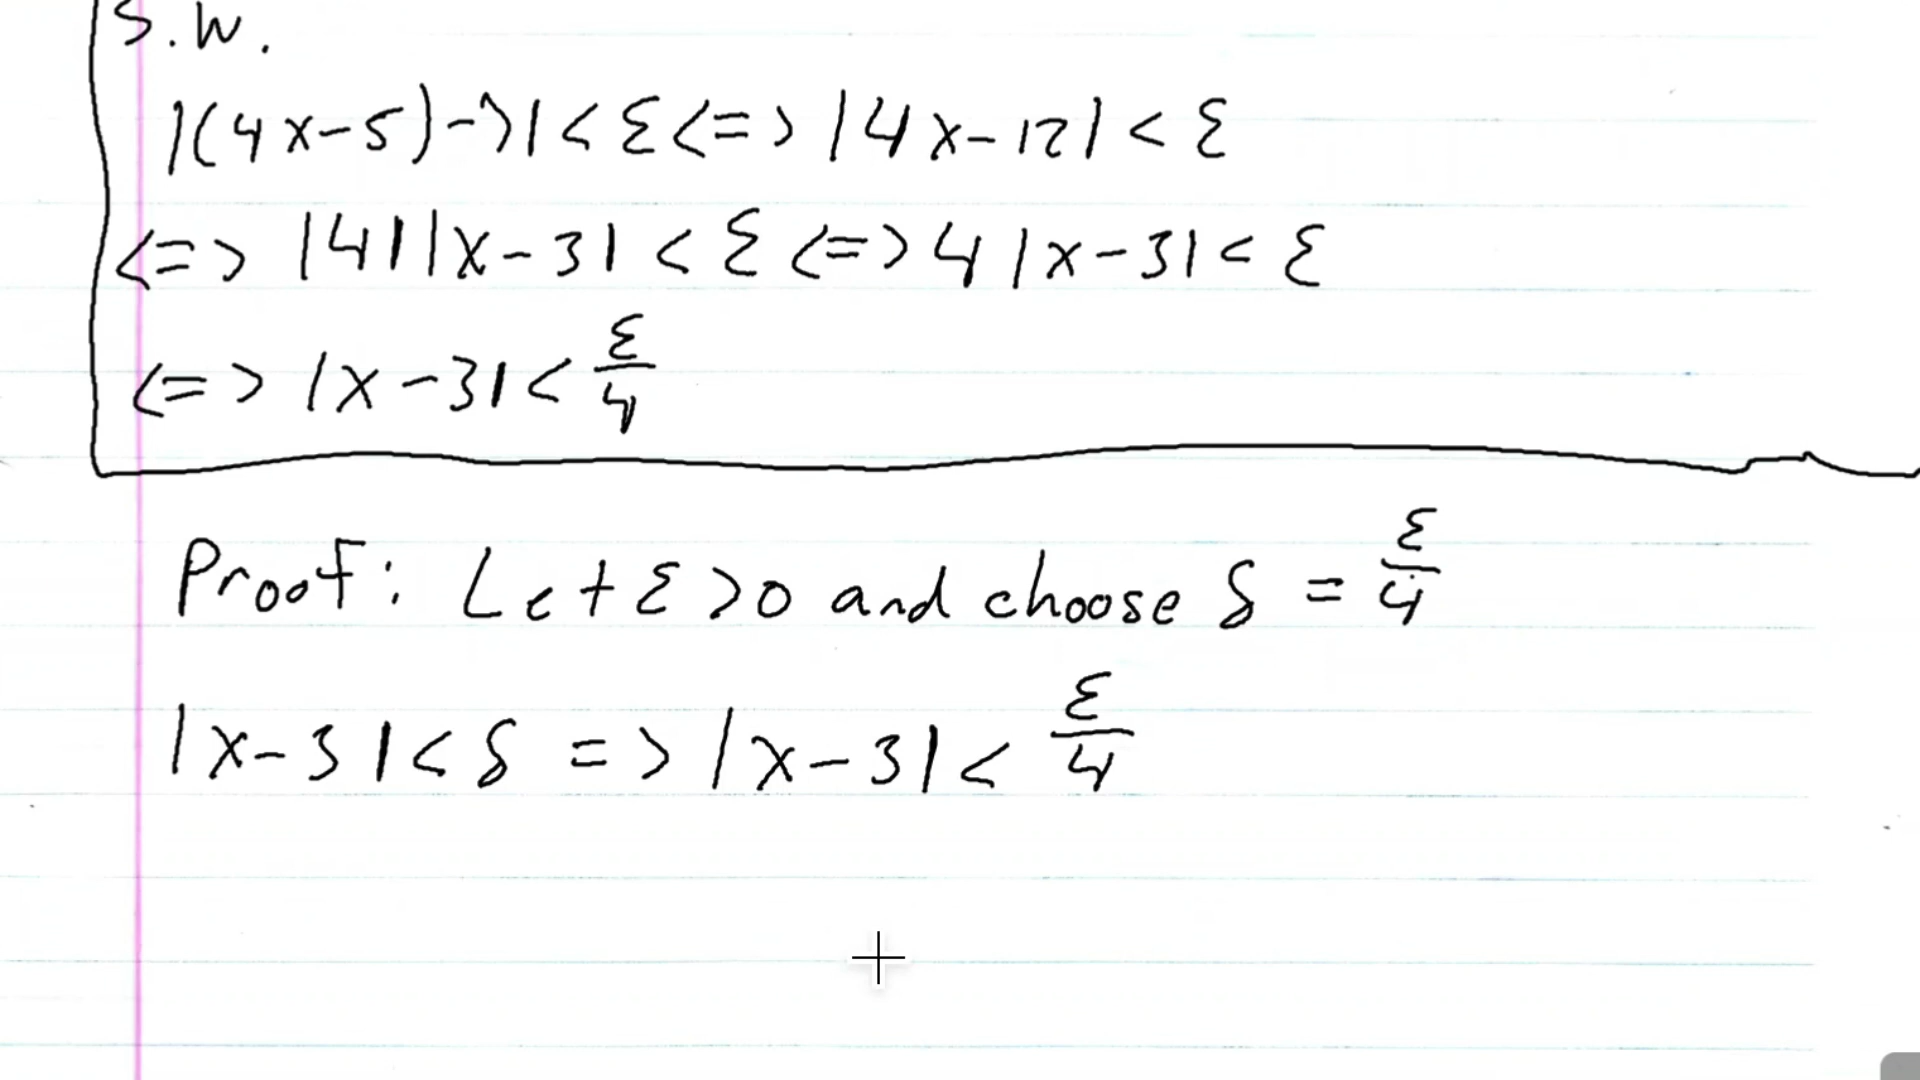 S.W.
|(4x-5)-7|<ε<=>|4x-12|<ε
<=> |4||x-3|<ε<=>4|x-3|<ε
<=> |x-3|<ε/4
Proof: Let ε>0 and choose δ = ε/4
|x-3|<δ => |x-3|<ε/4